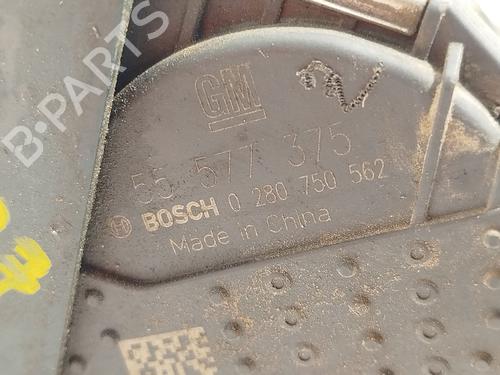 B-PARTS
GM
55 577 375
BOSCH 0 280 750 562
Made in China